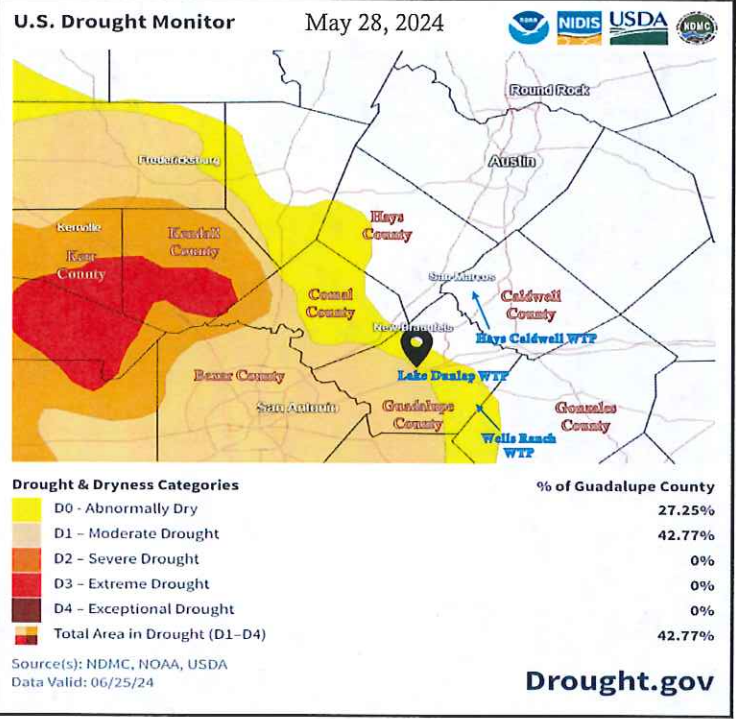 U.S. Drought Monitor
May 28, 2024
NOAA
NIDIS
USDA
NDMC
Round Rock
Austin
Fredericksburg
Hays
County
Kerrville
Kendall
County
Kerr
County
San Marcos
Comal
County
Caldwell
County
New Braunfels
Hays Caldwell WTP
Lake Dunlap WTP
Bexar County
San Antonio
Guadalupe
County
Gonzales
County
Wells Ranch
WTP
Drought & Dryness Categories
% of Guadalupe County
D0 - Abnormally Dry
27.25%
D1 – Moderate Drought
42.77%
D2 – Severe Drought
0%
D3 – Extreme Drought
0%
D4 – Exceptional Drought
0%
Total Area in Drought (D1–D4)
42.77%
Source(s): NDMC, NOAA, USDA
Data Valid: 06/25/24
Drought.gov